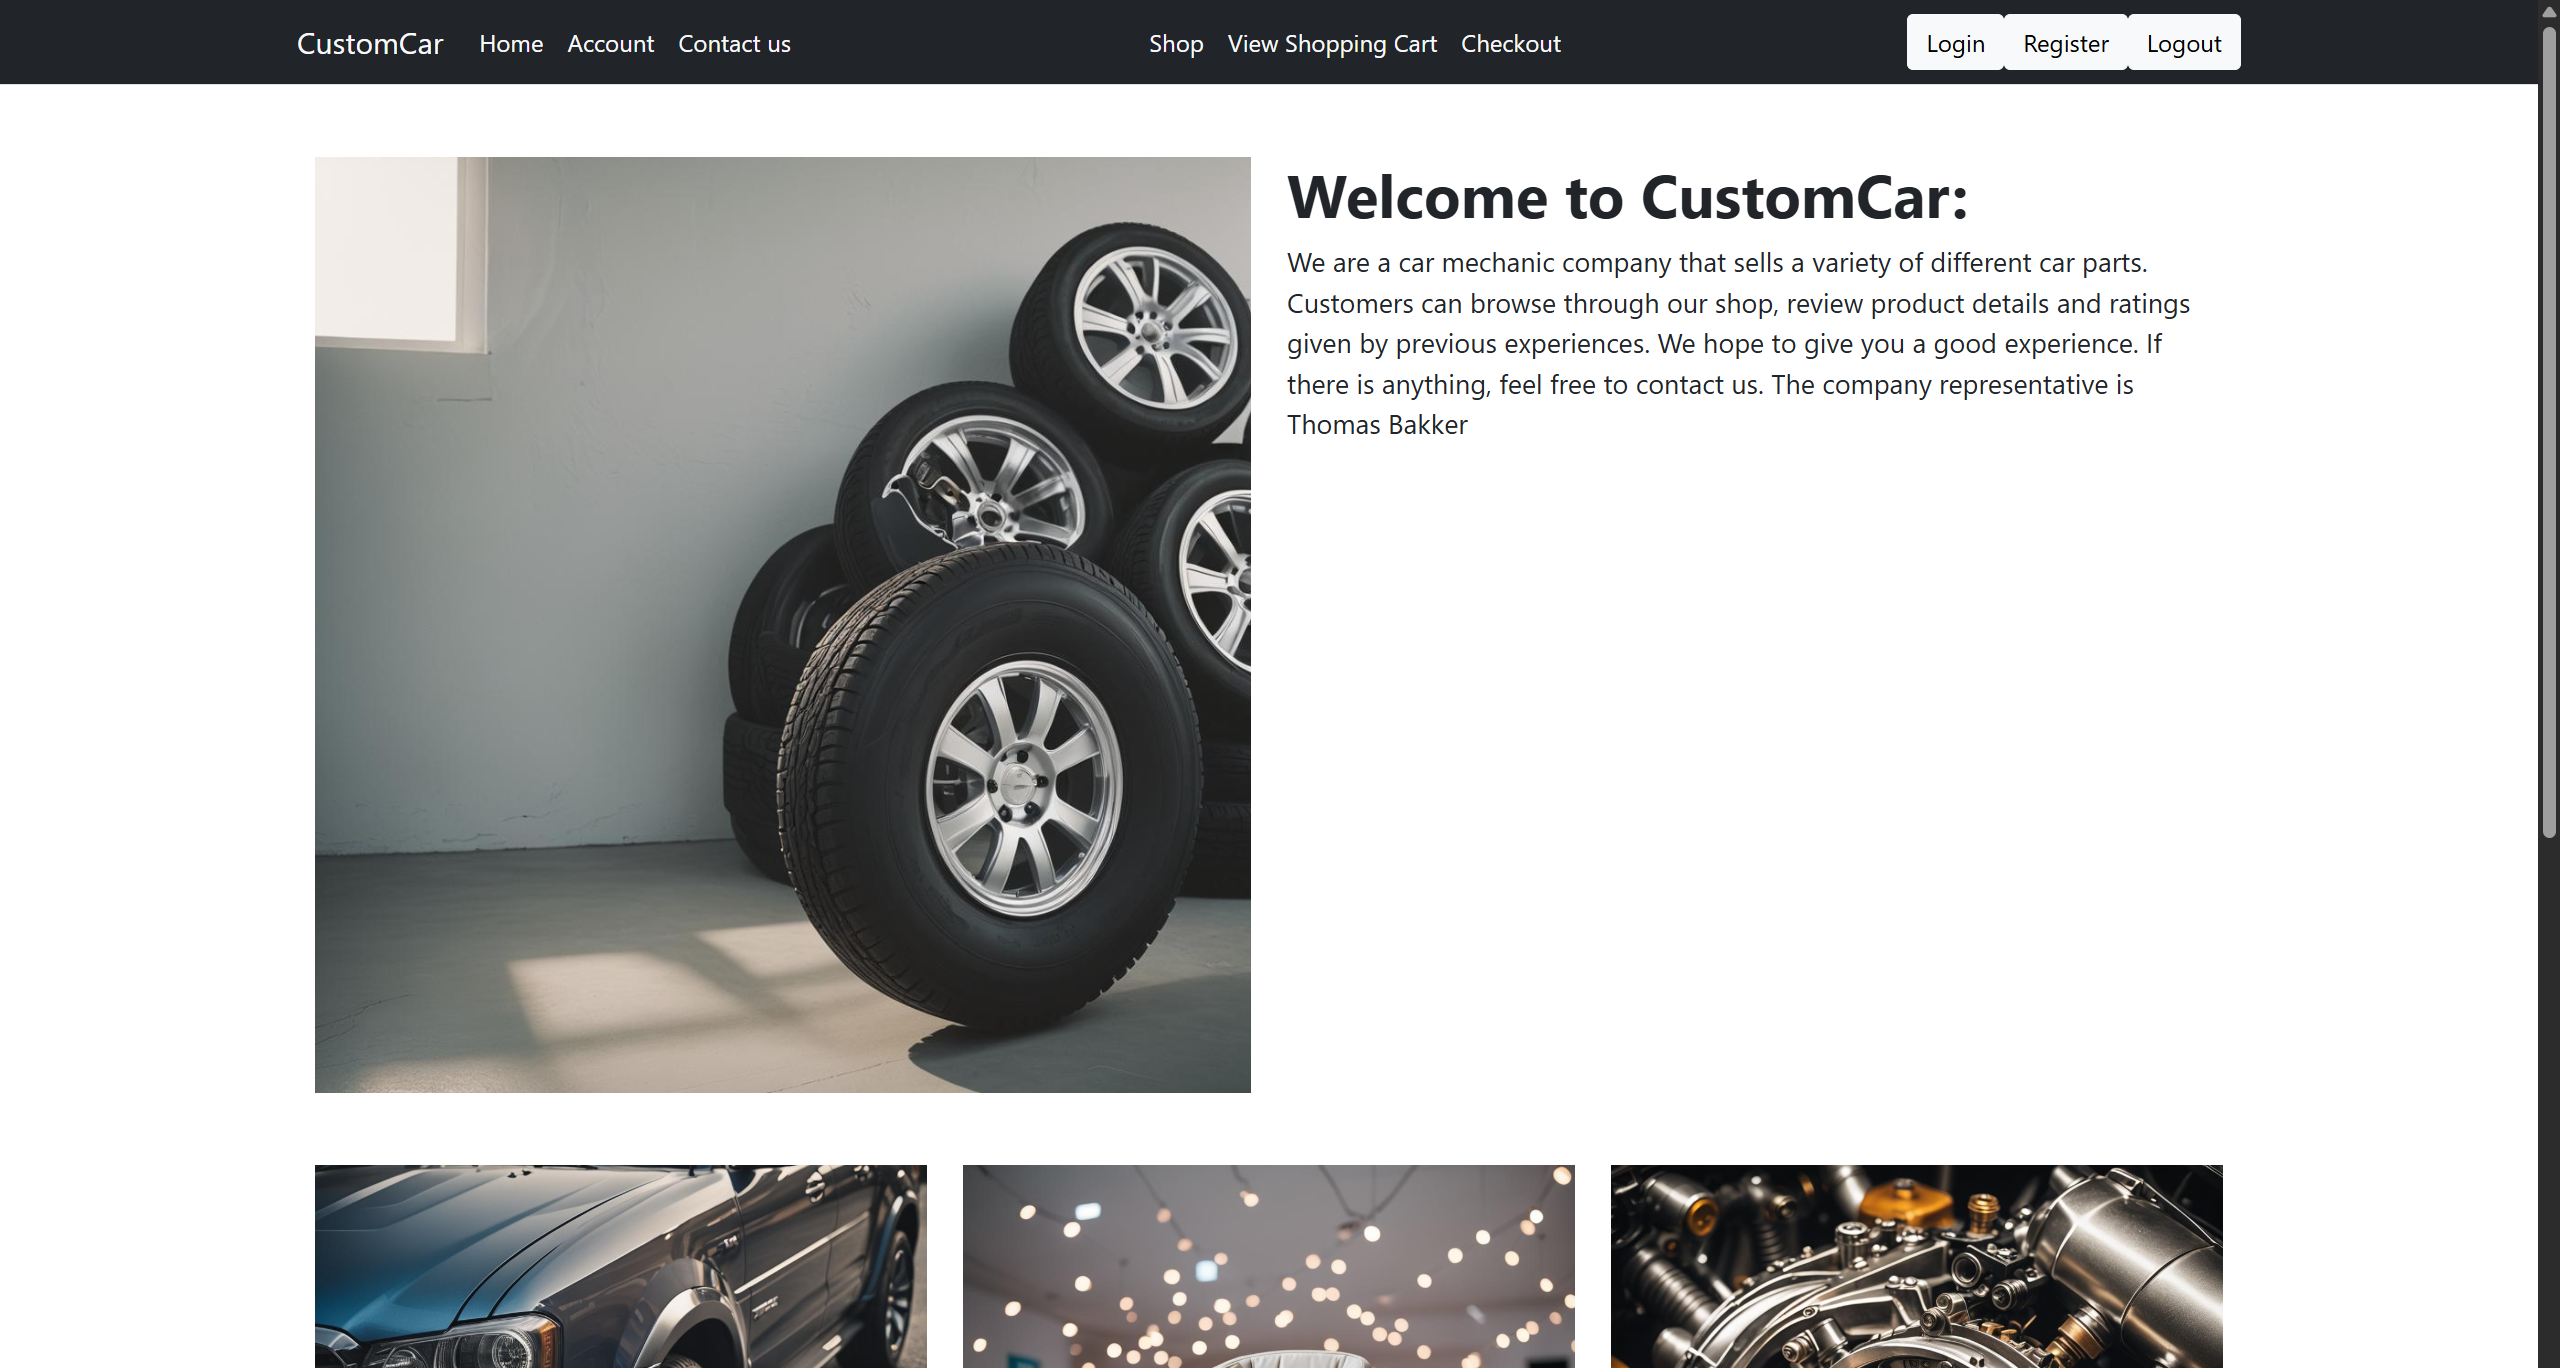 CustomCar Home Account Contact us Shop View Shopping Cart Checkout Login Register Logout
Welcome to CustomCar:
We are a car mechanic company that sells a variety of different car parts.
Customers can browse through our shop, review product details and ratings
given by previous experiences. We hope to give you a good experience. If
there is anything, feel free to contact us. The company representative is
Thomas Bakker